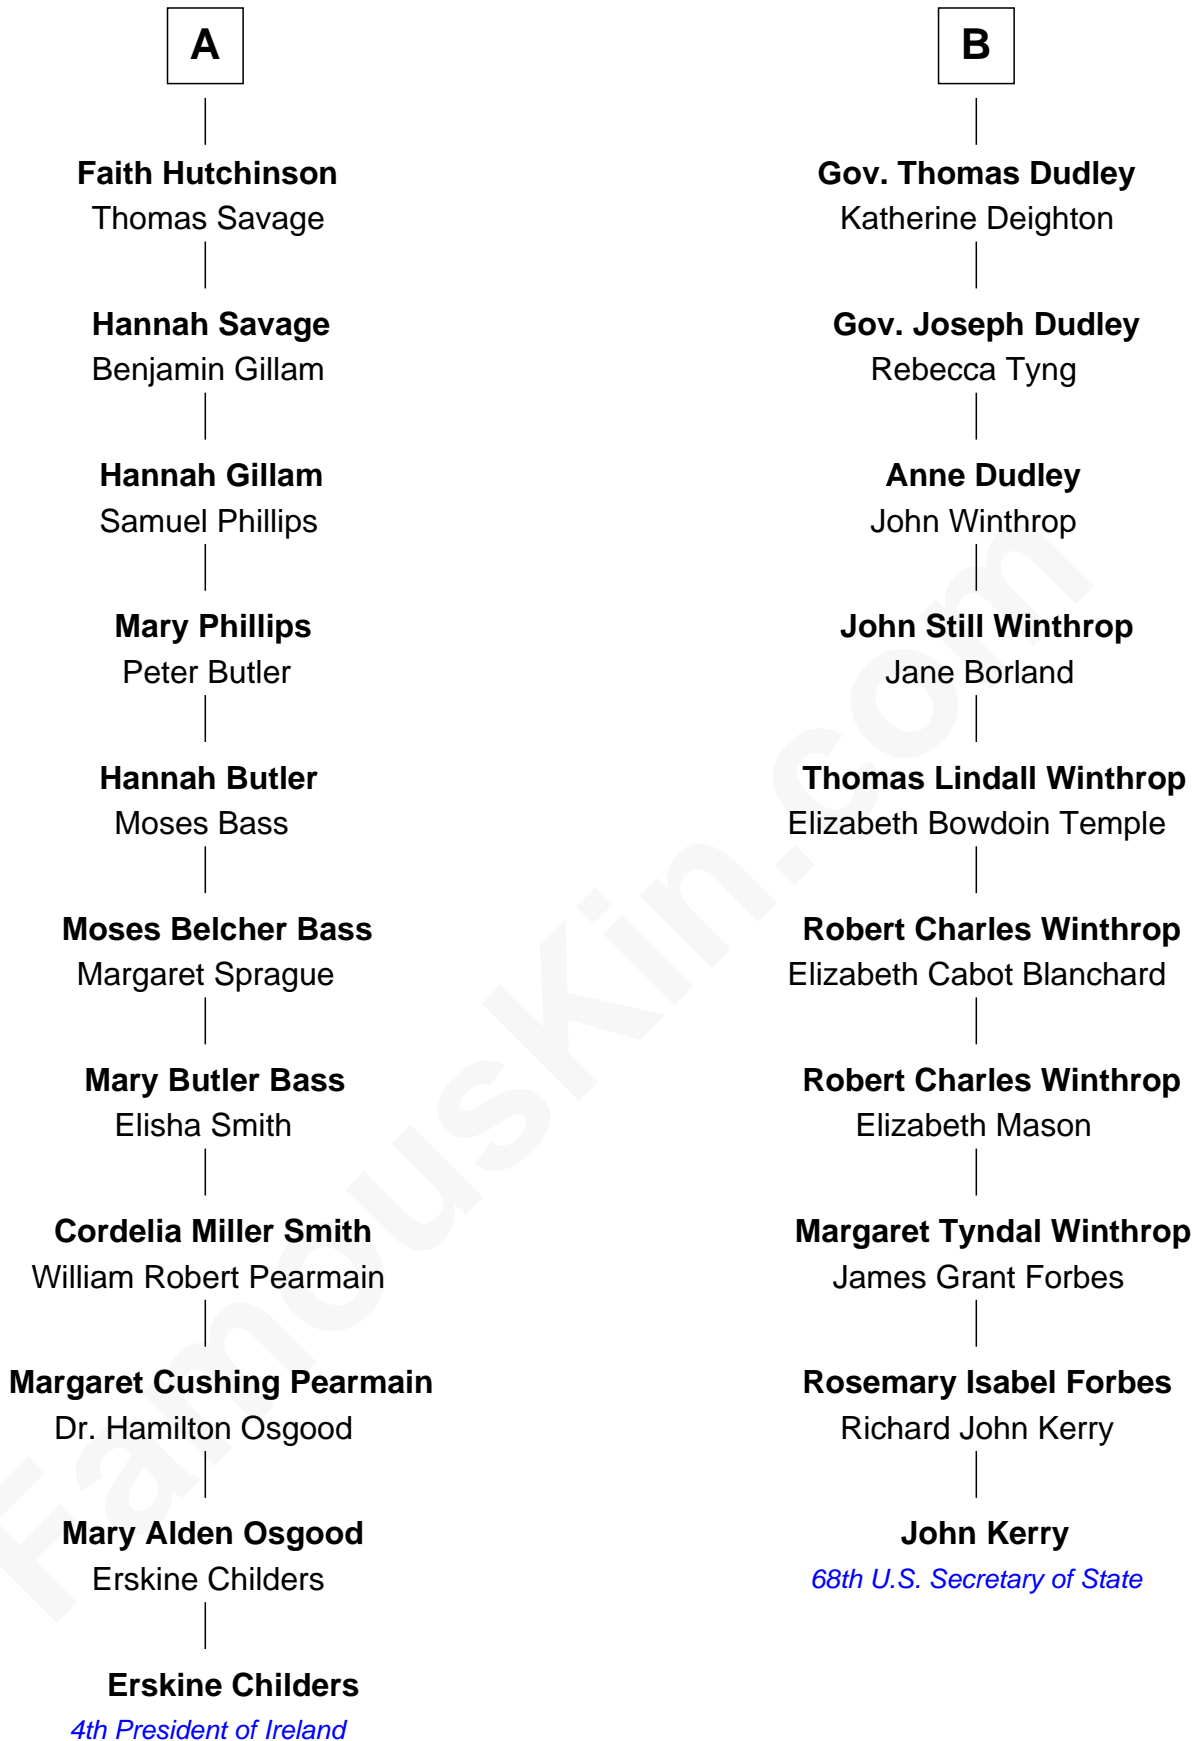 A
Faith Hutchinson
Thomas Savage
Hannah Savage
Benjamin Gillam
Hannah Gillam
Samuel Phillips
Mary Phillips
Peter Butler
Hannah Butler
Moses Bass
Moses Belcher Bass
Margaret Sprague
Mary Butler Bass
Elisha Smith
Cordelia Miller Smith
William Robert Pearmain
Margaret Cushing Pearmain
Dr. Hamilton Osgood
Mary Alden Osgood
Erskine Childers
Erskine Childers
4th President of Ireland
B
Gov. Thomas Dudley
Katherine Deighton
Gov. Joseph Dudley
Rebecca Tyng
Anne Dudley
John Winthrop
John Still Winthrop
Jane Borland
Thomas Lindall Winthrop
Elizabeth Bowdoin Temple
Robert Charles Winthrop
Elizabeth Cabot Blanchard
Robert Charles Winthrop
Elizabeth Mason
Margaret Tyndal Winthrop
James Grant Forbes
Rosemary Isabel Forbes
Richard John Kerry
John Kerry
68th U.S. Secretary of State
FamousKin.com